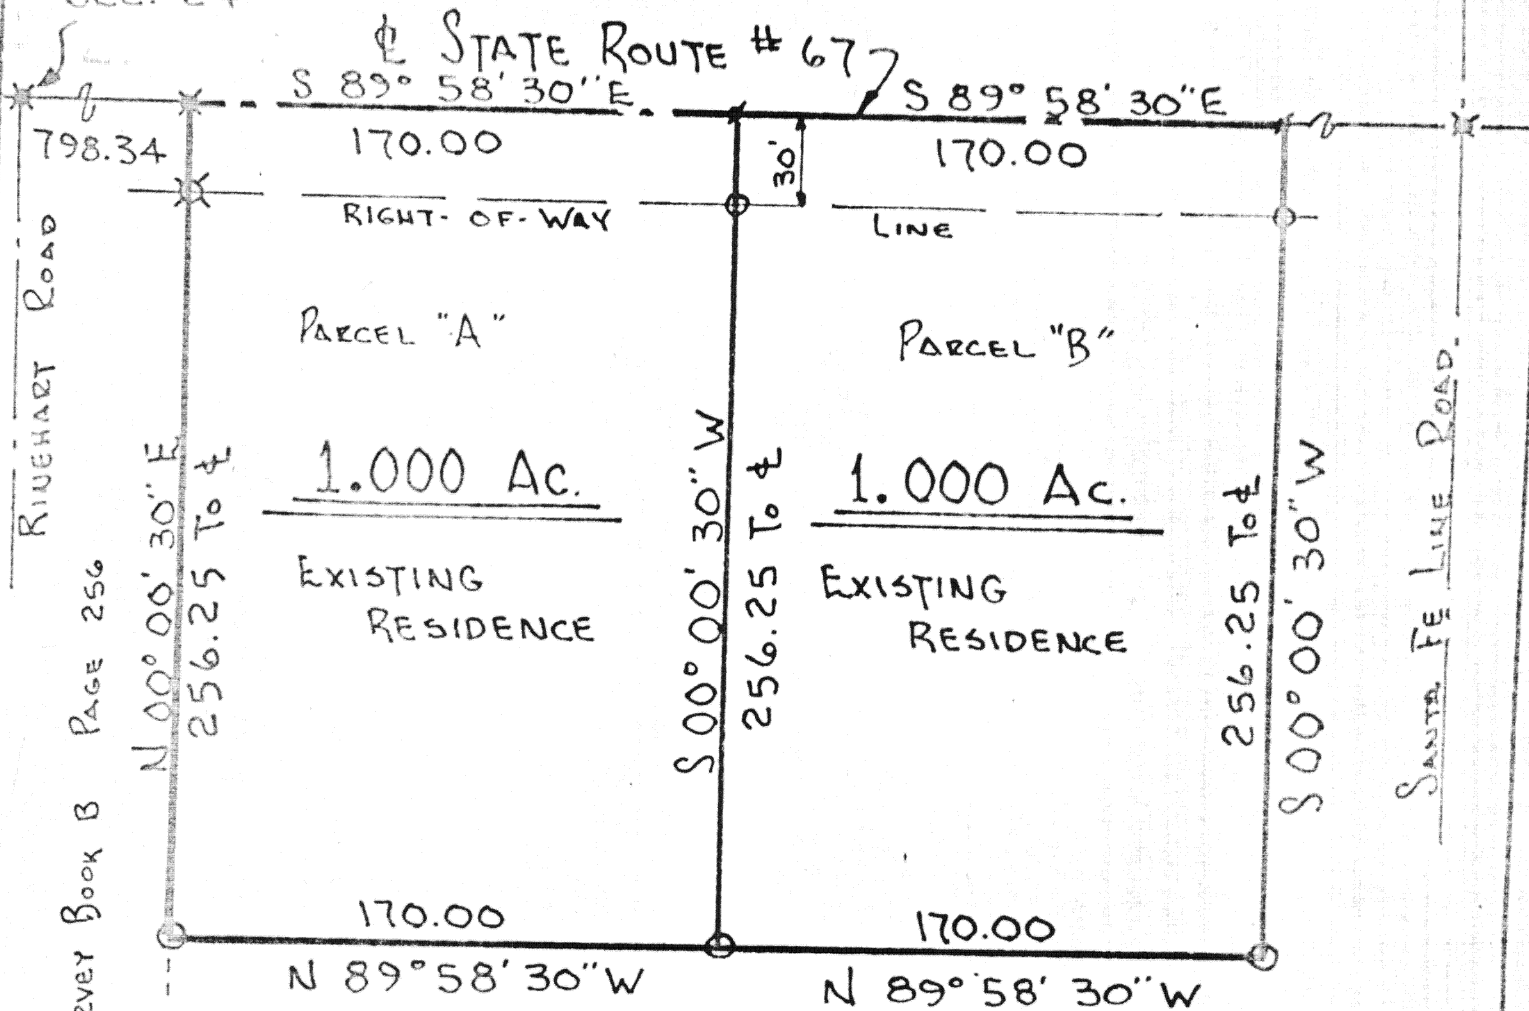 ℄ STATE ROUTE # 67
S 89° 58' 30" E
S 89° 58' 30" E
798.34
170.00
170.00
30'
RIGHT-OF-WAY
LINE
RINEHART ROAD
PARCEL "A"
PARCEL "B"
1.000 AC.
1.000 AC.
EXISTING
RESIDENCE
EXISTING
RESIDENCE
N 00° 00' 30" E
256.25 TO ℄
S 00° 00' 30" W
256.25 TO ℄
256.25 TO ℄
S 00° 00' 30" W
SANTA FE LINE ROAD.
BOOK B PAGE 256
170.00
170.00
N 89° 58' 30" W
N 89° 58' 30" W